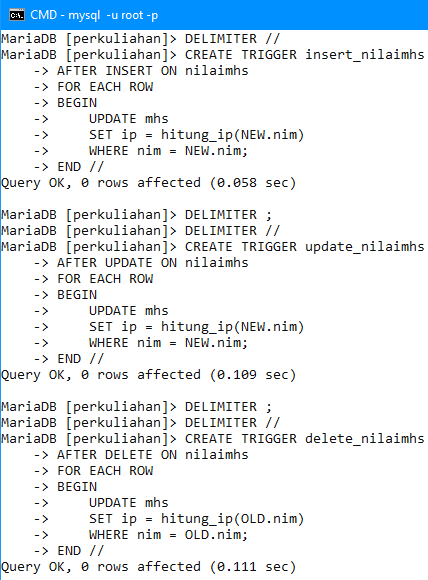 CMD - mysql  -u root -p
MariaDB [perkuliahan]> DELIMITER //
MariaDB [perkuliahan]> CREATE TRIGGER insert_nilaimhs
    -> AFTER INSERT ON nilaimhs
    -> FOR EACH ROW
    -> BEGIN
    ->     UPDATE mhs
    ->     SET ip = hitung_ip(NEW.nim)
    ->     WHERE nim = NEW.nim;
    -> END //
Query OK, 0 rows affected (0.058 sec)

MariaDB [perkuliahan]> DELIMITER ;
MariaDB [perkuliahan]> DELIMITER //
MariaDB [perkuliahan]> CREATE TRIGGER update_nilaimhs
    -> AFTER UPDATE ON nilaimhs
    -> FOR EACH ROW
    -> BEGIN
    ->     UPDATE mhs
    ->     SET ip = hitung_ip(NEW.nim)
    ->     WHERE nim = NEW.nim;
    -> END //
Query OK, 0 rows affected (0.109 sec)

MariaDB [perkuliahan]> DELIMITER ;
MariaDB [perkuliahan]> DELIMITER //
MariaDB [perkuliahan]> CREATE TRIGGER delete_nilaimhs
    -> AFTER DELETE ON nilaimhs
    -> FOR EACH ROW
    -> BEGIN
    ->     UPDATE mhs
    ->     SET ip = hitung_ip(OLD.nim)
    ->     WHERE nim = OLD.nim;
    -> END //
Query OK, 0 rows affected (0.111 sec)